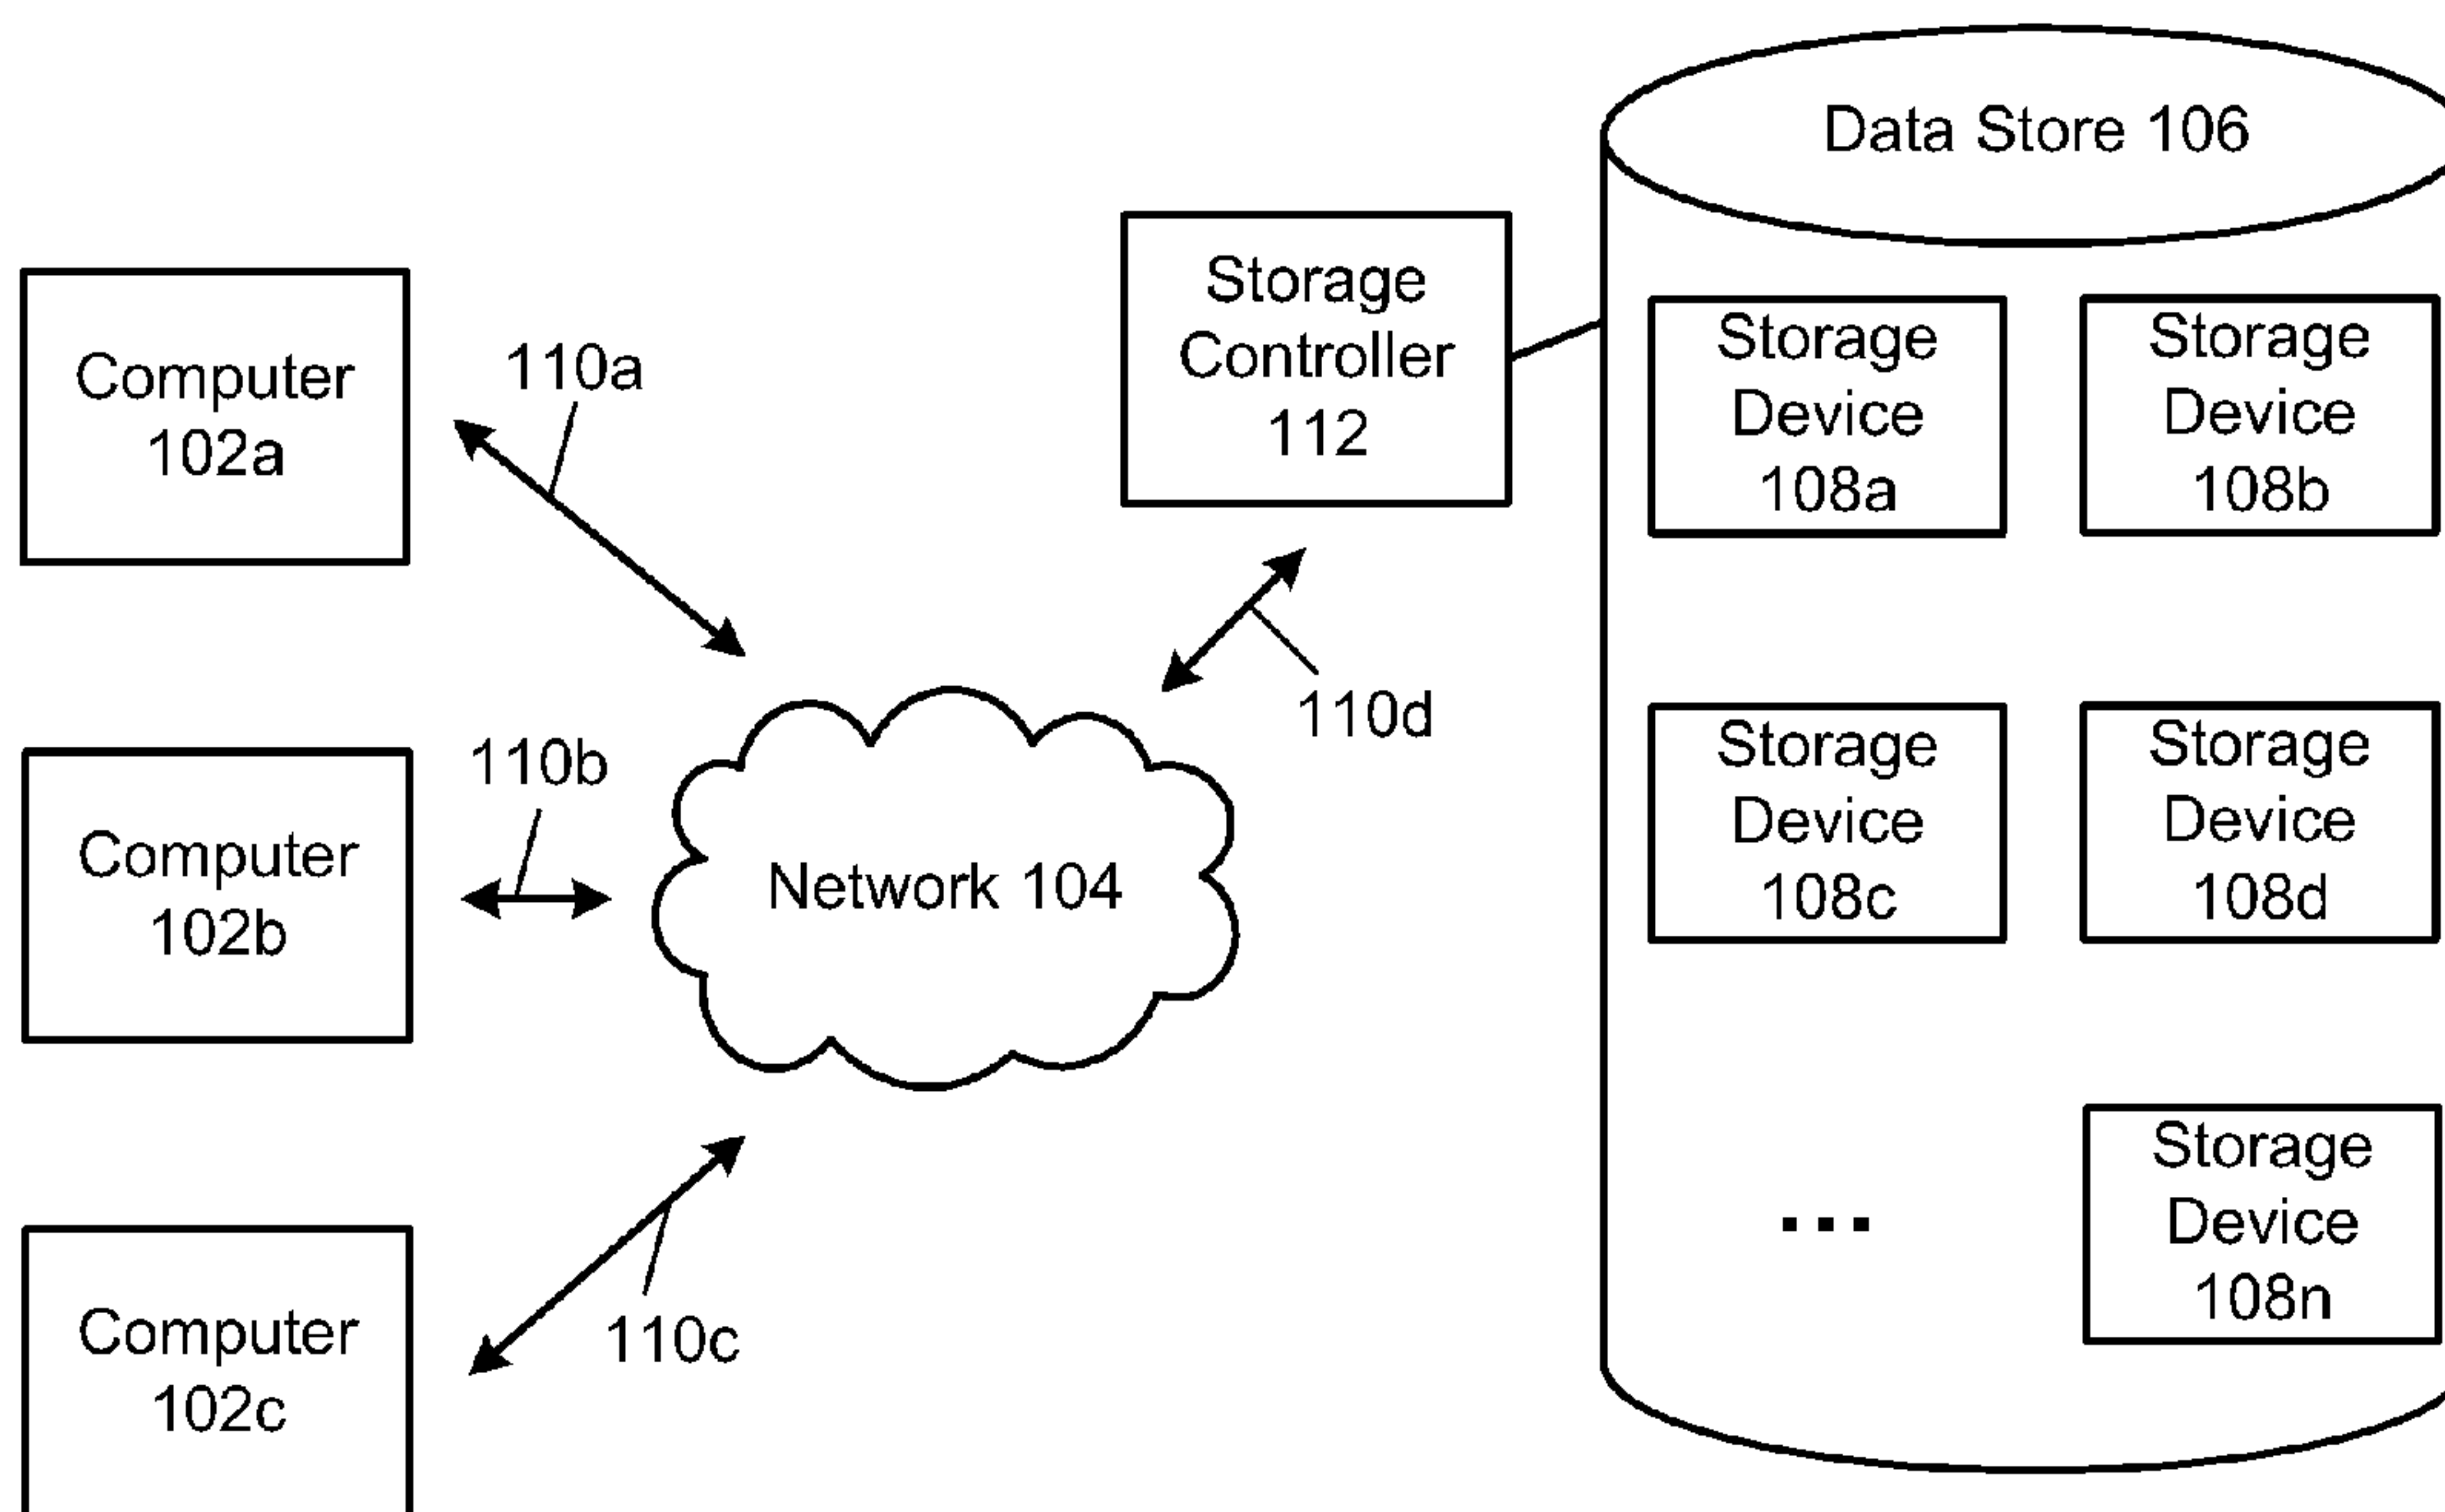 Data Store 106
Storage
Controller
112
Computer
102a
110a
Storage
Device
108a
Storage
Device
108b
110d
Computer
102b
110b
Network 104
Storage
Device
108c
Storage
Device
108d
Computer
102c
110c
...
Storage
Device
108n